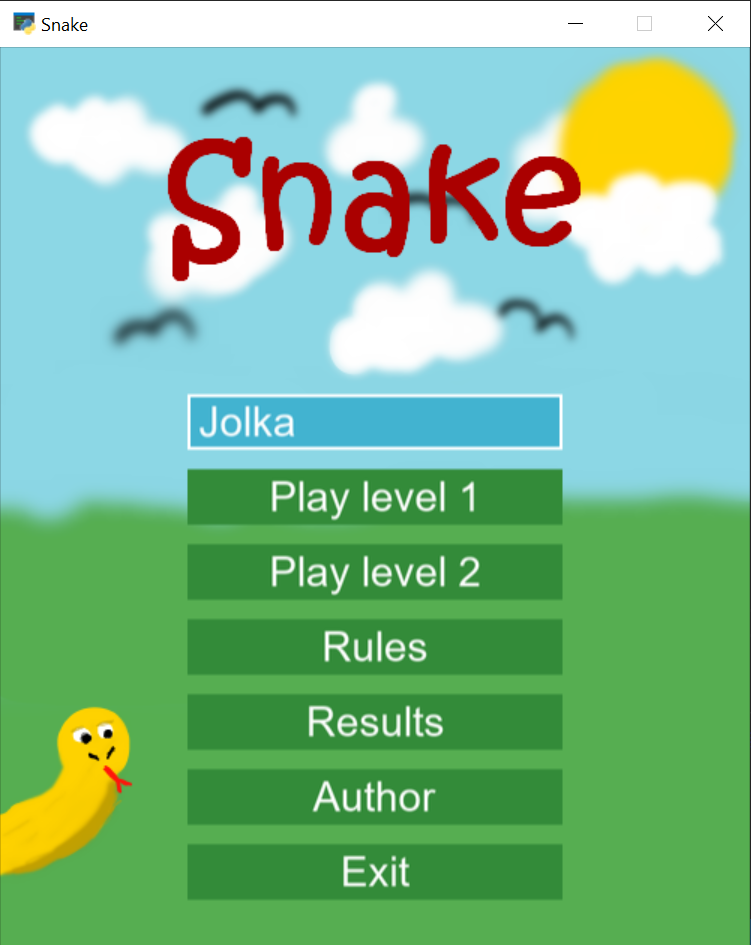 Snake
Snake
Jolka
Play level 1
Play level 2
Rules
Results
Author
Exit